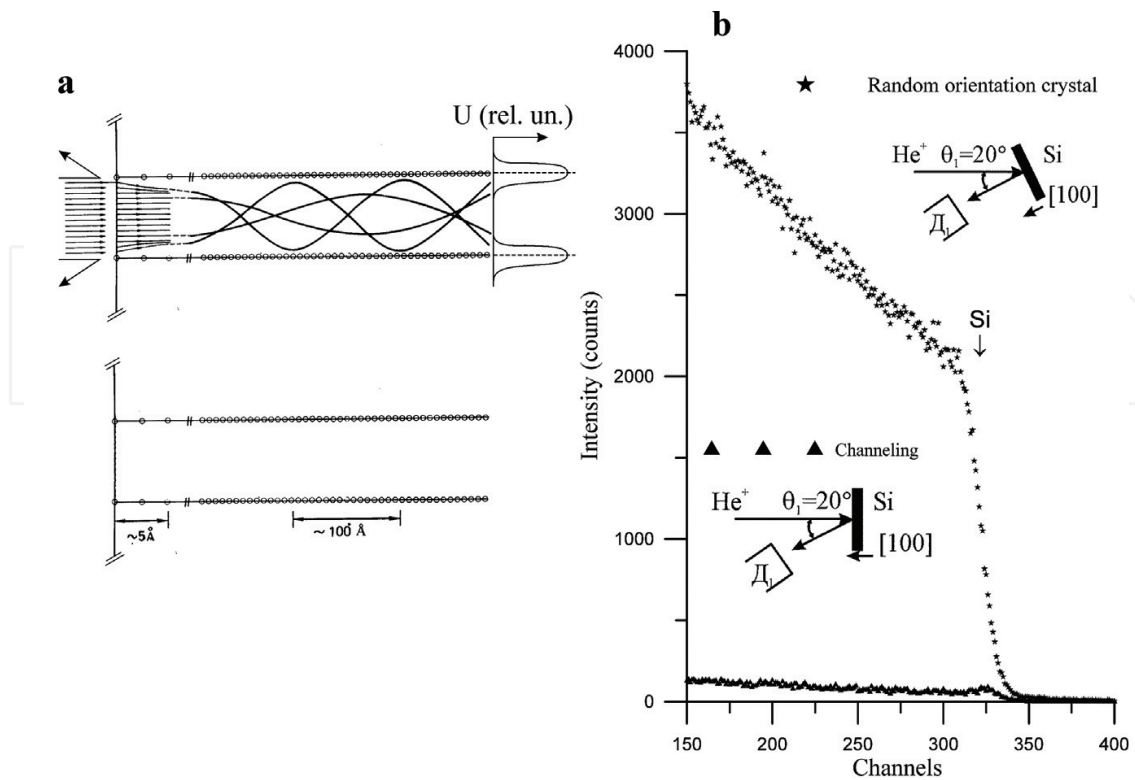 a
U (rel. un.)
~5Å
~100 Å
b
4000
3000
2000
1000
0
Intensity (counts)
★ Random orientation crystal
He⁺ θ₁=20° Si
[100]
Д₁
Si
↓
▲ ▲ ▲ Channeling
He⁺ θ₁=20° Si
[100]
Д₁
150 200 250 300 350 400
Channels